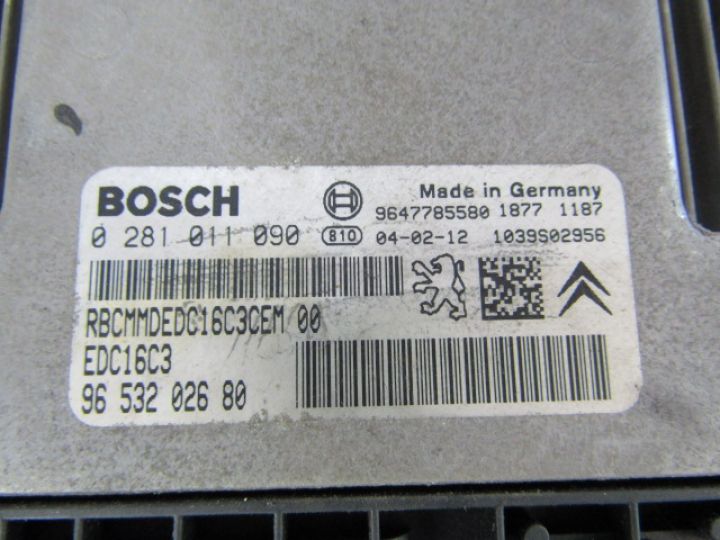 BOSCH
Made in Germany
9647785580 1877 1187
0 281 011 090 810 04-02-12 1039S02956
RBCMMDEDC16C3CEM 00
EDC16C3
96 532 026 80